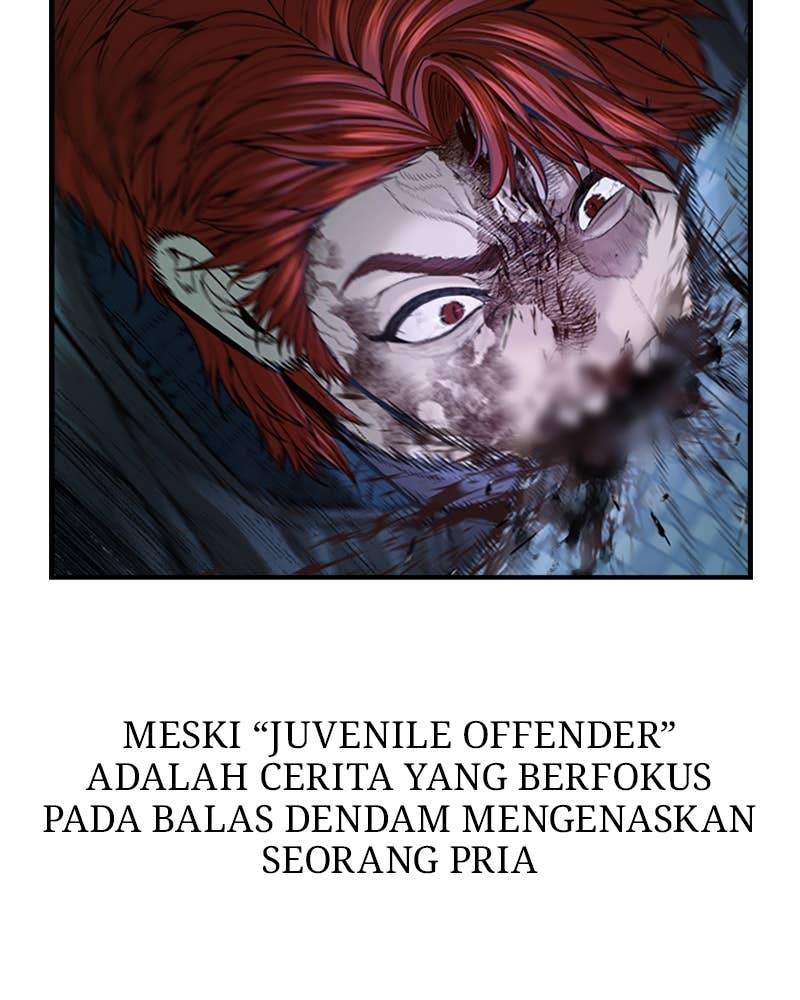 MESKI “JUVENILE OFFENDER”
ADALAH CERITA YANG BERFOKUS
PADA BALAS DENDAM MENGENASKAN
SEORANG PRIA